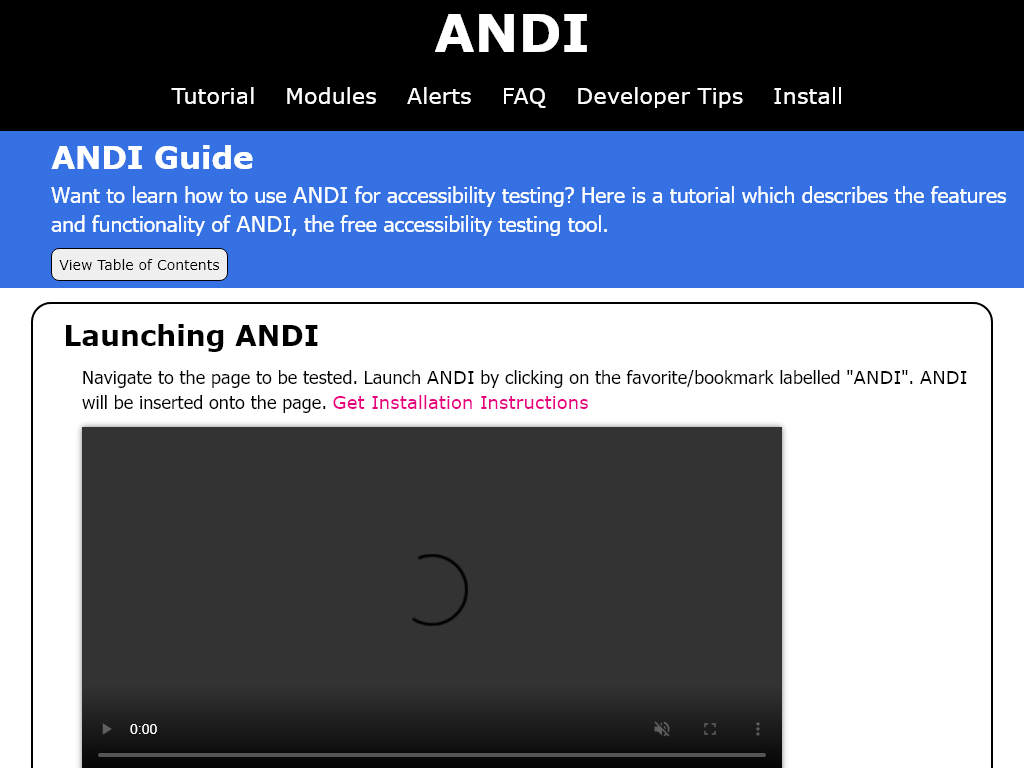 ANDI
Tutorial Modules Alerts FAQ Developer Tips Install
ANDI Guide
Want to learn how to use ANDI for accessibility testing? Here is a tutorial which describes the features
and functionality of ANDI, the free accessibility testing tool.
View Table of Contents
Launching ANDI
Navigate to the page to be tested. Launch ANDI by clicking on the favorite/bookmark labelled "ANDI". ANDI
will be inserted onto the page. Get Installation Instructions
0:00